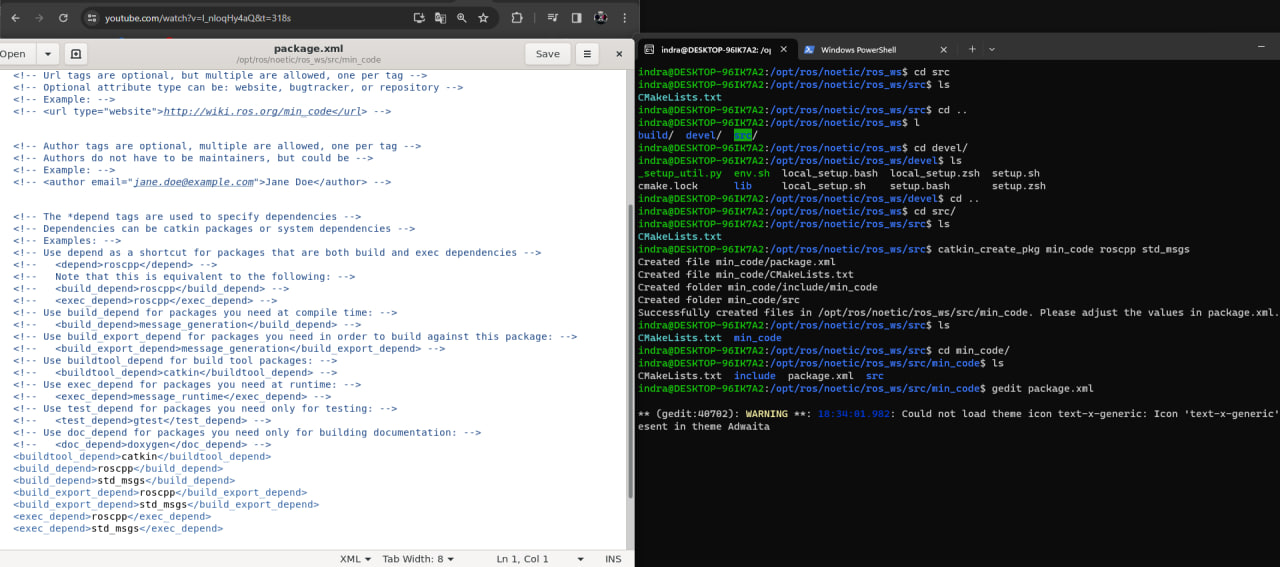 youtube.com/watch?v=l_nloqHy4aQ&t=318s
Open
package.xml
/opt/ros/noetic/ros_ws/src/min_code
Save
<!-- Url tags are optional, but multiple are allowed, one per tag -->
<!-- Optional attribute type can be: website, bugtracker, or repository -->
<!-- Example: -->
<!-- <url type="website">http://wiki.ros.org/min_code</url> -->
<!-- Author tags are optional, multiple are allowed, one per tag -->
<!-- Authors do not have to be maintainers, but could be -->
<!-- Example: -->
<!-- <author email="jane.doe@example.com">Jane Doe</author> -->
<!-- The *depend tags are used to specify dependencies -->
<!-- Dependencies can be catkin packages or system dependencies -->
<!-- Examples: -->
<!-- Use depend as a shortcut for packages that are both build and exec dependencies -->
<!--   <depend>roscpp</depend> -->
<!--   Note that this is equivalent to the following: -->
<!--   <build_depend>roscpp</build_depend> -->
<!--   <exec_depend>roscpp</exec_depend> -->
<!-- Use build_depend for packages you need at compile time: -->
<!--   <build_depend>message_generation</build_depend> -->
<!-- Use build_export_depend for packages you need in order to build against this package: -->
<!--   <build_export_depend>message_generation</build_export_depend> -->
<!-- Use buildtool_depend for build tool packages: -->
<!--   <buildtool_depend>catkin</buildtool_depend> -->
<!-- Use exec_depend for packages you need at runtime: -->
<!--   <exec_depend>message_runtime</exec_depend> -->
<!-- Use test_depend for packages you need only for testing: -->
<!--   <test_depend>gtest</test_depend> -->
<!-- Use doc_depend for packages you need only for building documentation: -->
<!--   <doc_depend>doxygen</doc_depend> -->
<buildtool_depend>catkin</buildtool_depend>
<build_depend>roscpp</build_depend>
<build_depend>std_msgs</build_depend>
<build_export_depend>roscpp</build_export_depend>
<build_export_depend>std_msgs</build_export_depend>
<exec_depend>roscpp</exec_depend>
<exec_depend>std_msgs</exec_depend>
XML Tab Width: 8 Ln 1, Col 1 INS
indra@DESKTOP-96IK7A2: /o Windows PowerShell
indra@DESKTOP-96IK7A2:/opt/ros/noetic/ros_ws$ cd src
indra@DESKTOP-96IK7A2:/opt/ros/noetic/ros_ws/src$ ls
CMakeLists.txt
indra@DESKTOP-96IK7A2:/opt/ros/noetic/ros_ws/src$ cd ..
indra@DESKTOP-96IK7A2:/opt/ros/noetic/ros_ws$ l
build/  devel/  src/
indra@DESKTOP-96IK7A2:/opt/ros/noetic/ros_ws$ cd devel/
indra@DESKTOP-96IK7A2:/opt/ros/noetic/ros_ws/devel$ ls
_setup_util.py  env.sh  local_setup.bash  local_setup.zsh  setup.sh
cmake.lock      lib     local_setup.sh    setup.bash       setup.zsh
indra@DESKTOP-96IK7A2:/opt/ros/noetic/ros_ws/devel$ cd ..
indra@DESKTOP-96IK7A2:/opt/ros/noetic/ros_ws$ cd src/
indra@DESKTOP-96IK7A2:/opt/ros/noetic/ros_ws/src$ ls
CMakeLists.txt
indra@DESKTOP-96IK7A2:/opt/ros/noetic/ros_ws/src$ catkin_create_pkg min_code roscpp std_msgs
Created file min_code/package.xml
Created file min_code/CMakeLists.txt
Created folder min_code/include/min_code
Created folder min_code/src
Successfully created files in /opt/ros/noetic/ros_ws/src/min_code. Please adjust the values in package.xml.
indra@DESKTOP-96IK7A2:/opt/ros/noetic/ros_ws/src$ ls
CMakeLists.txt  min_code
indra@DESKTOP-96IK7A2:/opt/ros/noetic/ros_ws/src$ cd min_code/
indra@DESKTOP-96IK7A2:/opt/ros/noetic/ros_ws/src/min_code$ ls
CMakeLists.txt  include  package.xml  src
indra@DESKTOP-96IK7A2:/opt/ros/noetic/ros_ws/src/min_code$ gedit package.xml
** (gedit:40702): WARNING **: 18:34:01.982: Could not load theme icon text-x-generic: Icon 'text-x-generic'
esent in theme Adwaita